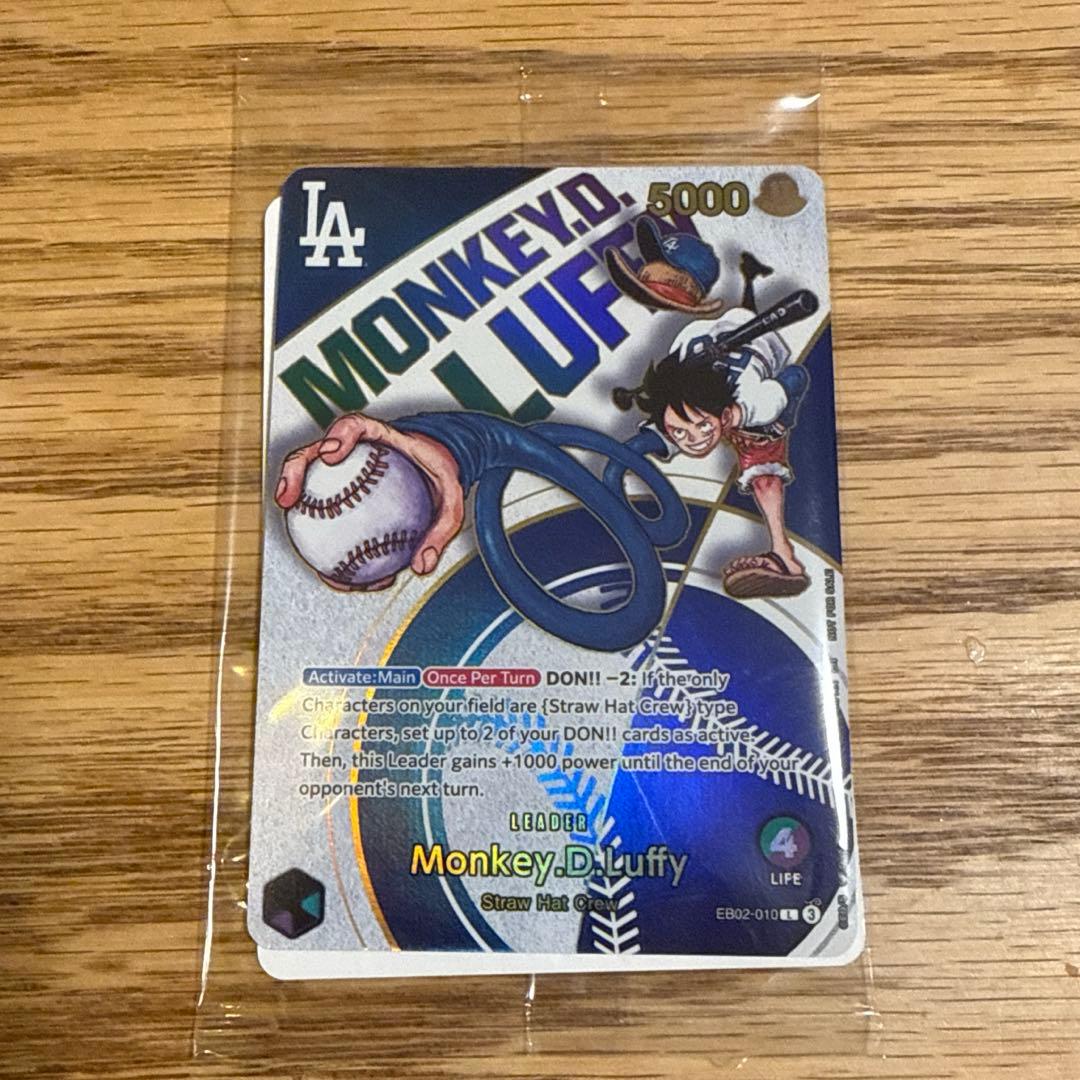 LA
5000
MONKEY.D.
LUFFY
Activate:Main Once Per Turn DON!! −2: If the only
Characters on your field are {Straw Hat Crew} type
Characters, set up to 2 of your DON!! cards as active.
Then, this Leader gains +1000 power until the end of your
opponent's next turn.
LEADER
Monkey.D.Luffy
Straw Hat Crew
4
LIFE
EB02-010 L 3
NOT FOR SALE